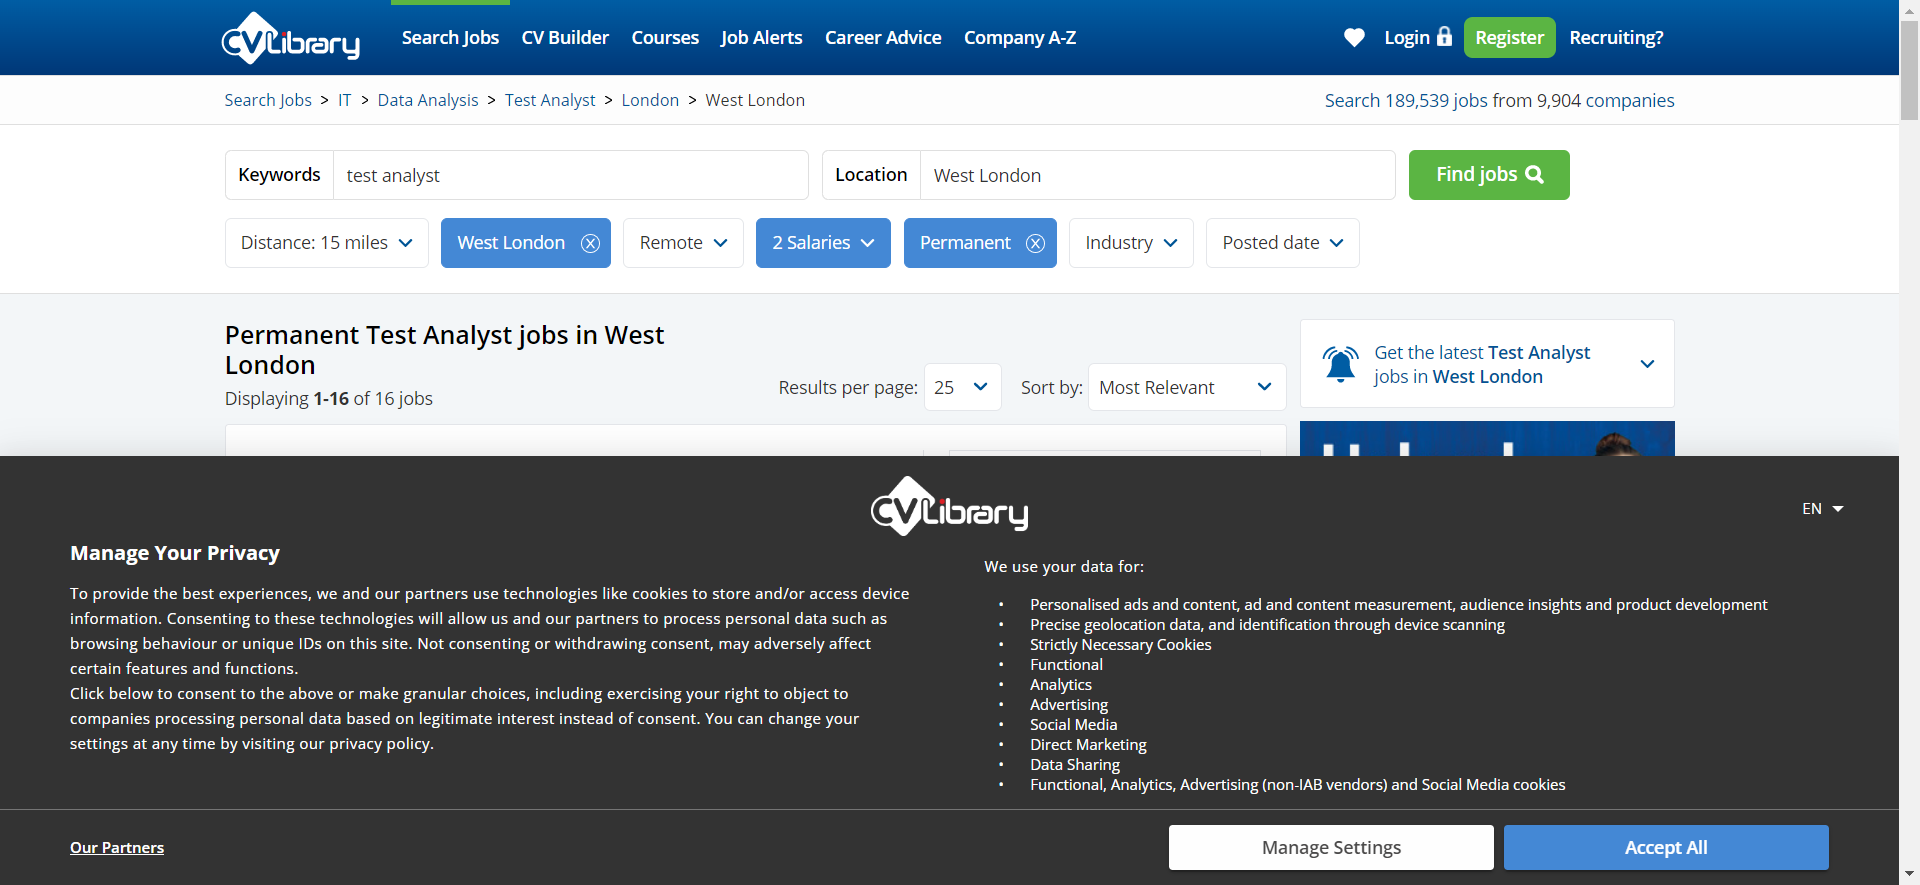 CVLibrary Search Jobs CV Builder Courses Job Alerts Career Advice Company A-Z Login Register Recruiting?
Search Jobs > IT > Data Analysis > Test Analyst > London > West London Search 189,539 jobs from 9,904 companies
Keywords test analyst Location West London Find jobs
Distance: 15 miles West London Remote 2 Salaries Permanent Industry Posted date
Permanent Test Analyst jobs in West
London
Displaying 1-16 of 16 jobs
Results per page: 25 Sort by: Most Relevant
Get the latest Test Analyst
jobs in West London
CVLibrary
EN
Manage Your Privacy
To provide the best experiences, we and our partners use technologies like cookies to store and/or access device
information. Consenting to these technologies will allow us and our partners to process personal data such as
browsing behaviour or unique IDs on this site. Not consenting or withdrawing consent, may adversely affect
certain features and functions.
Click below to consent to the above or make granular choices, including exercising your right to object to
companies processing personal data based on legitimate interest instead of consent. You can change your
settings at any time by visiting our privacy policy.
We use your data for:
• Personalised ads and content, ad and content measurement, audience insights and product development
• Precise geolocation data, and identification through device scanning
• Strictly Necessary Cookies
• Functional
• Analytics
• Advertising
• Social Media
• Direct Marketing
• Data Sharing
• Functional, Analytics, Advertising (non-IAB vendors) and Social Media cookies
Our Partners Manage Settings Accept All